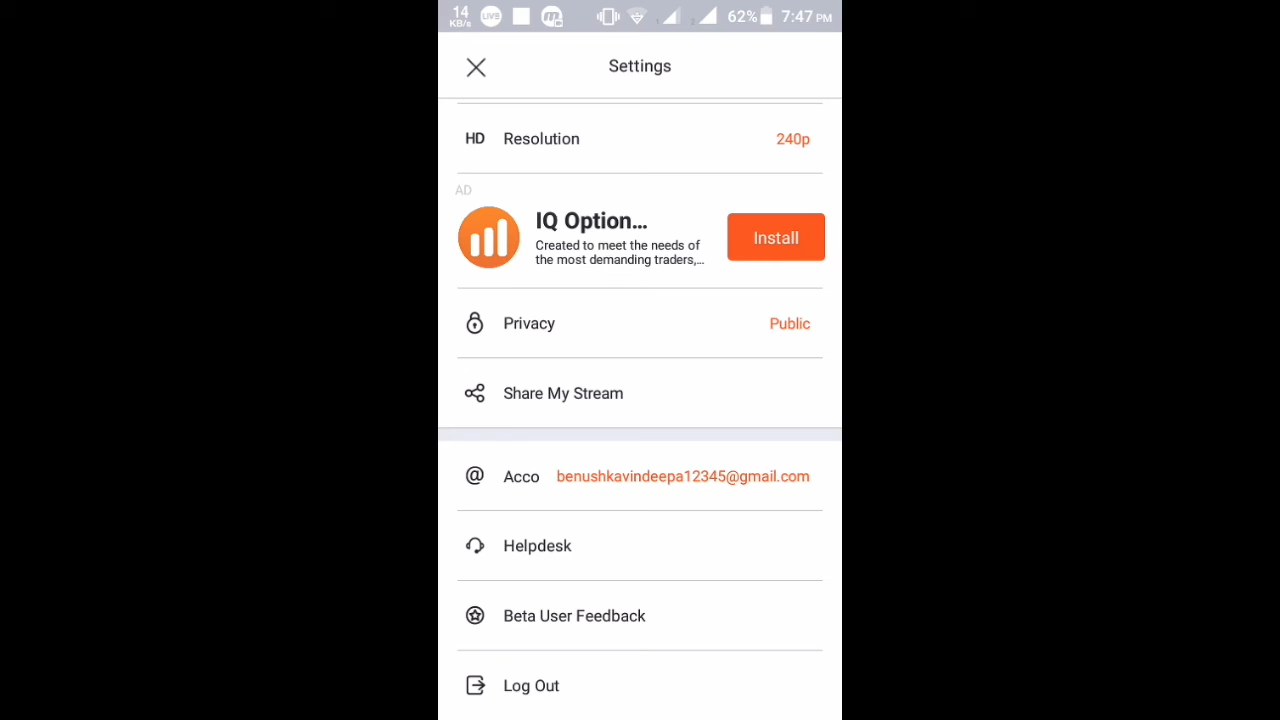 14
KB/s
LIVE
62%
7:47 PM
Settings
HD Resolution 240p
AD
IQ Option...
Created to meet the needs of
the most demanding traders,...
Install
Privacy Public
Share My Stream
@ Acco benushkavindeepa12345@gmail.com
Helpdesk
Beta User Feedback
Log Out